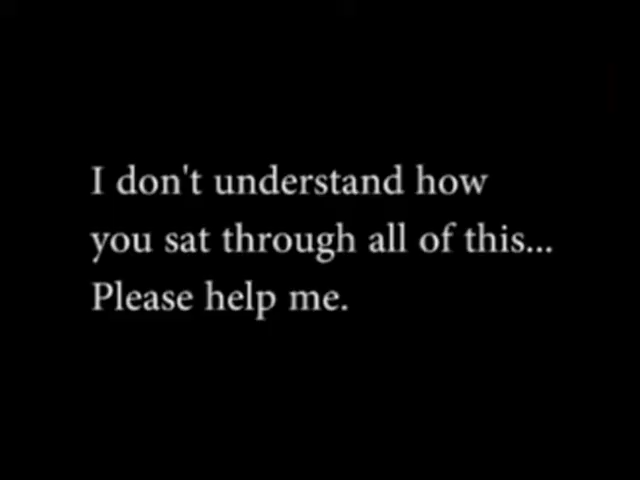 I don't understand how
you sat through all of this...
Please help me.